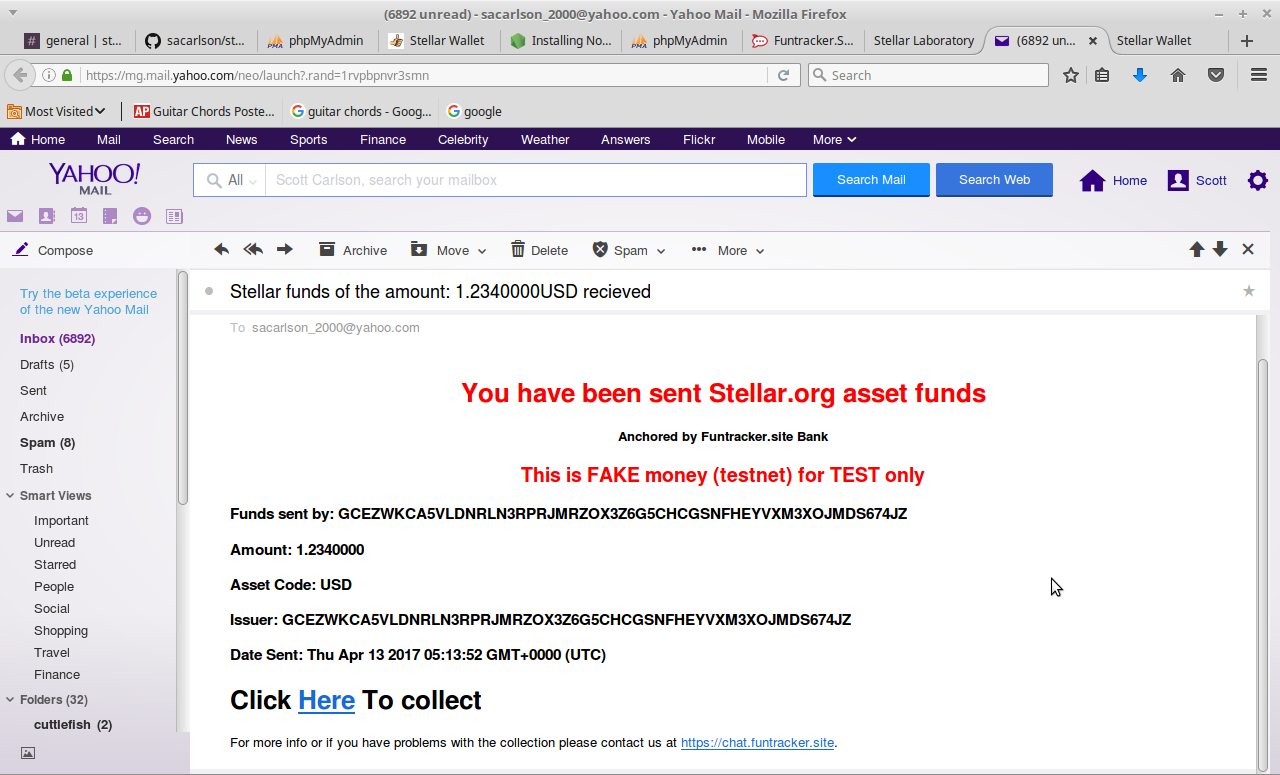 (6892 unread) - sacarlson_2000@yahoo.com - Yahoo Mail - Mozilla Firefox
general | st...
sacarlson/st...
phpMyAdmin
Stellar Wallet
Installing No...
phpMyAdmin
Funtracker.S...
Stellar Laboratory
(6892 un...
Stellar Wallet
https://mg.mail.yahoo.com/neo/launch?.rand=1rvpbpnvr3smn
Search
Most Visited
Guitar Chords Poste...
guitar chords - Goog...
google
Home Mail Search News Sports Finance Celebrity Weather Answers Flickr Mobile More
YAHOO!
MAIL
All
Scott Carlson, search your mailbox
Search Mail
Search Web
Home
Scott
13
Compose
Archive
Move
Delete
Spam
More
Try the beta experience
of the new Yahoo Mail
Inbox (6892)
Drafts (5)
Sent
Archive
Spam (8)
Trash
Smart Views
Important
Unread
Starred
People
Social
Shopping
Travel
Finance
Folders (32)
cuttlefish (2)
Stellar funds of the amount: 1.2340000USD recieved
To sacarlson_2000@yahoo.com
You have been sent Stellar.org asset funds
Anchored by Funtracker.site Bank
This is FAKE money (testnet) for TEST only
Funds sent by: GCEZWKCA5VLDNRLN3RPRJMRZOX3Z6G5CHCGSNFHEYVXM3XOJMDS674JZ
Amount: 1.2340000
Asset Code: USD
Issuer: GCEZWKCA5VLDNRLN3RPRJMRZOX3Z6G5CHCGSNFHEYVXM3XOJMDS674JZ
Date Sent: Thu Apr 13 2017 05:13:52 GMT+0000 (UTC)
Click Here To collect
For more info or if you have problems with the collection please contact us at https://chat.funtracker.site.